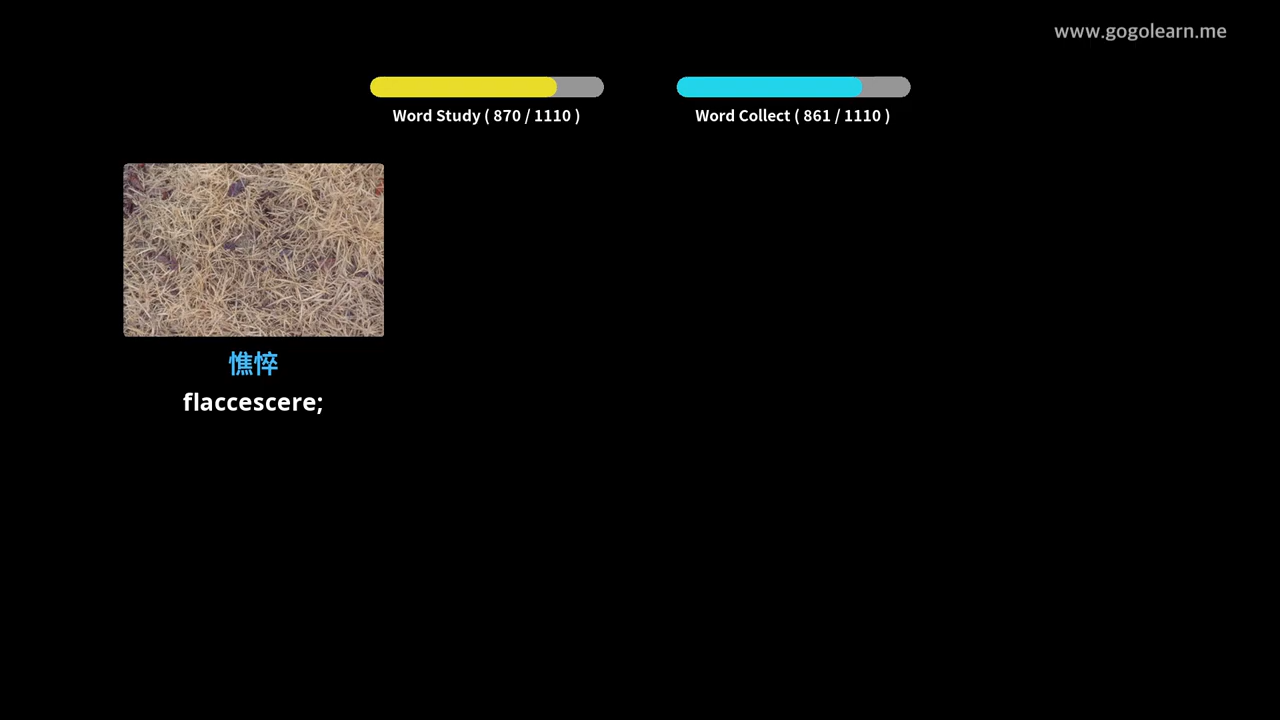 www.gogolearn.me
Word Study ( 870 / 1110 )
Word Collect ( 861 / 1110 )
憔悴
flaccescere;